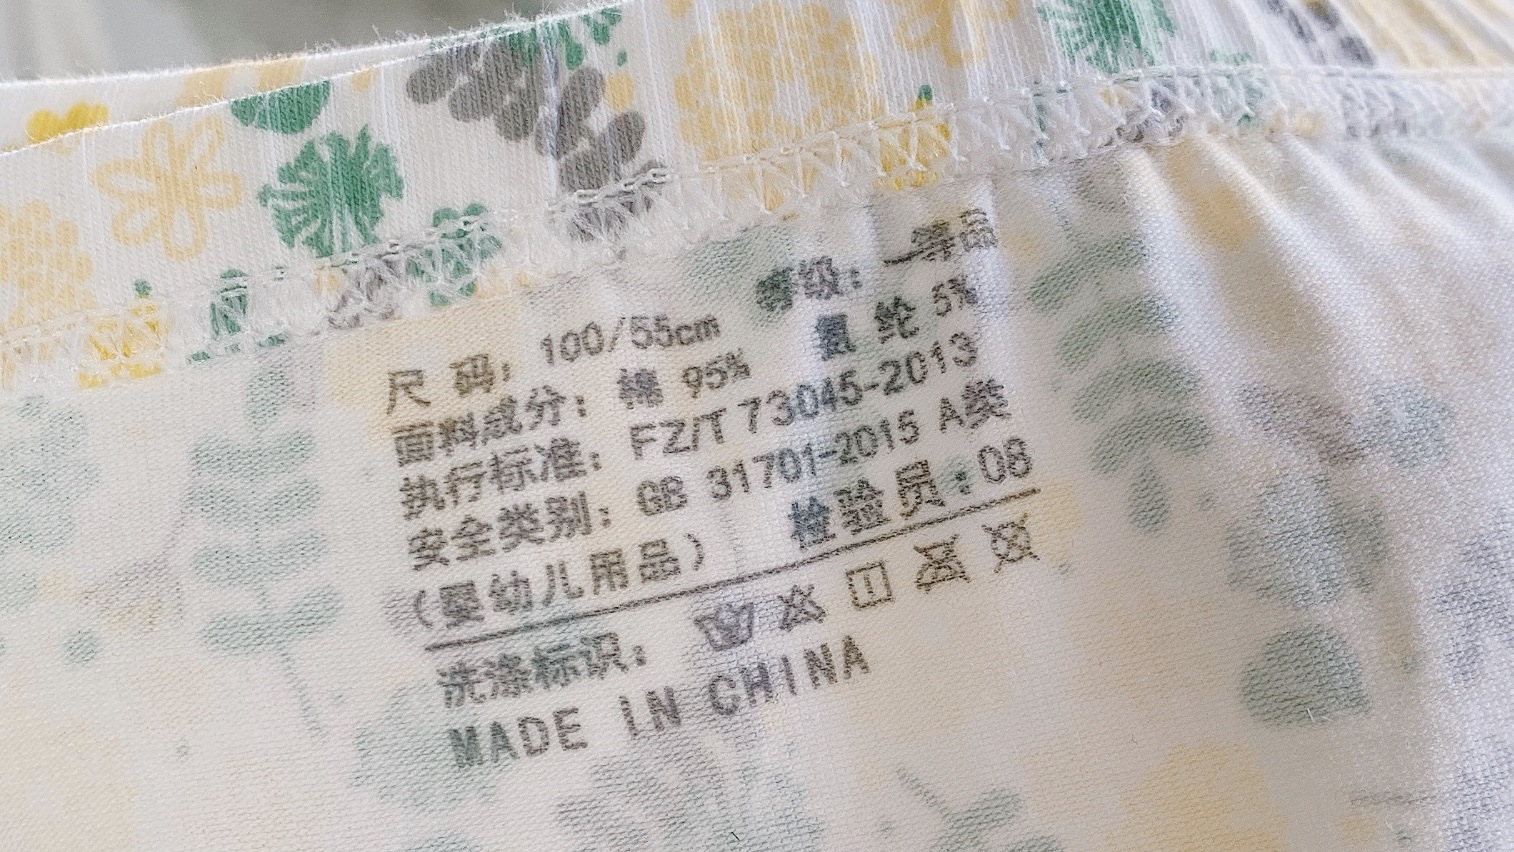 尺 码：100/55cm 等级：一等品
面料成分：棉 95% 氨 纶 5%
执行标准：FZ/T 73045-2013
安全类别：GB 31701-2015 A类
（婴幼儿用品） 检验员：08
洗涤标识：
MADE IN CHINA